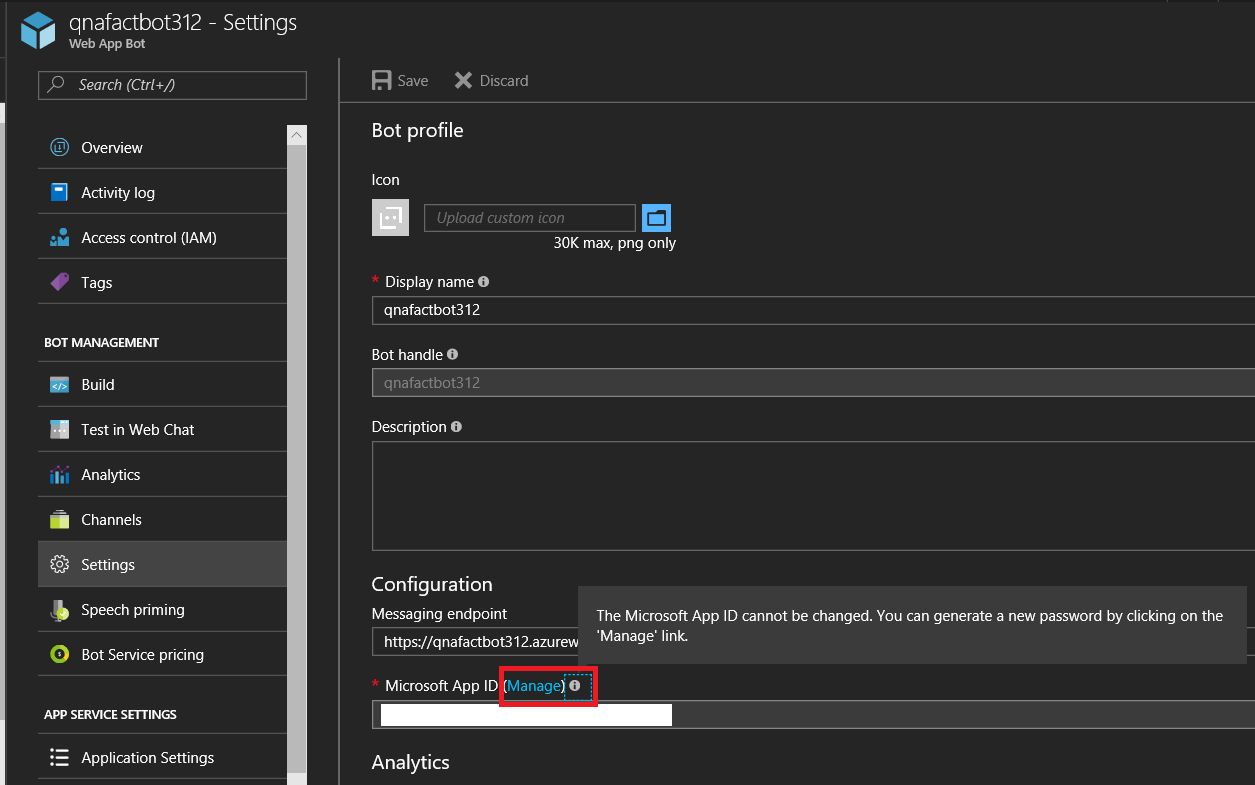 qnafactbot312 - Settings
Web App Bot
Search (Ctrl+/)
Overview
Activity log
Access control (IAM)
Tags
BOT MANAGEMENT
Build
Test in Web Chat
Analytics
Channels
Settings
Speech priming
Bot Service pricing
APP SERVICE SETTINGS
Application Settings
Save Discard
Bot profile
Icon
Upload custom icon
30K max, png only
* Display name
qnafactbot312
Bot handle
qnafactbot312
Description
Configuration
Messaging endpoint
https://qnafactbot312.azurew
The Microsoft App ID cannot be changed. You can generate a new password by clicking on the
'Manage' link.
* Microsoft App ID (Manage)
Analytics